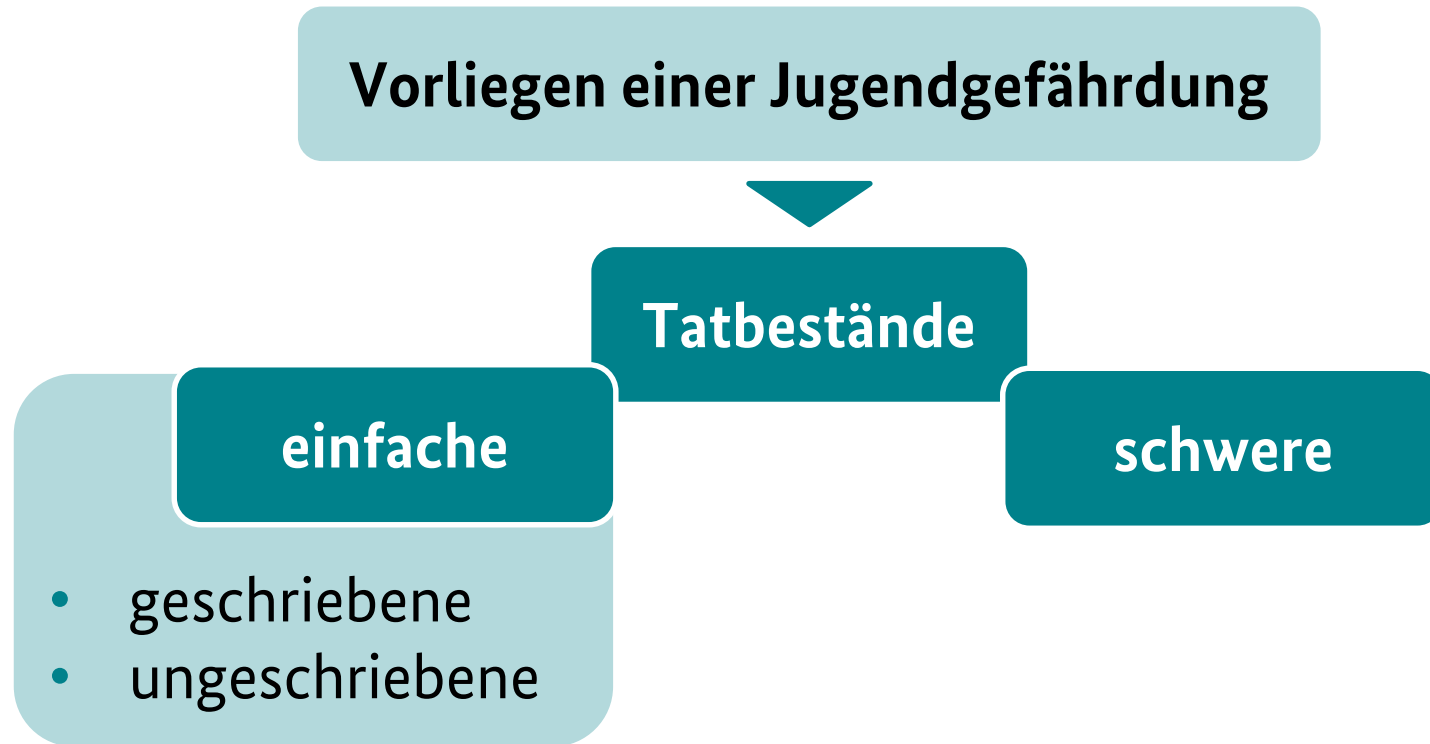 Vorliegen einer Jugendgefährdung
Tatbestände
einfache
schwere
• geschriebene
• ungeschriebene